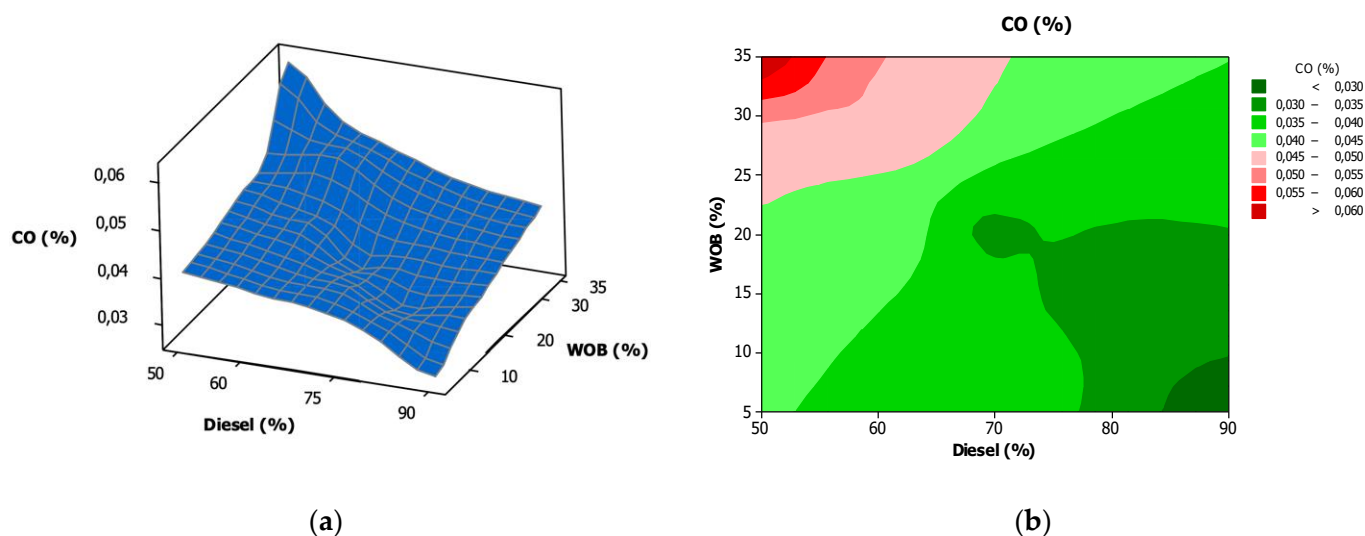 0,06
0,05
CO (%)
0,04
0,03
50
60
75
90
Diesel (%)
35
30
20
WOB (%)
10
(a)
CO (%)
35
30
25
20
15
10
5
WOB (%)
50 60 70 80 90
Diesel (%)
CO (%)
< 0,030
0,030 – 0,035
0,035 – 0,040
0,040 – 0,045
0,045 – 0,050
0,050 – 0,055
0,055 – 0,060
> 0,060
(b)